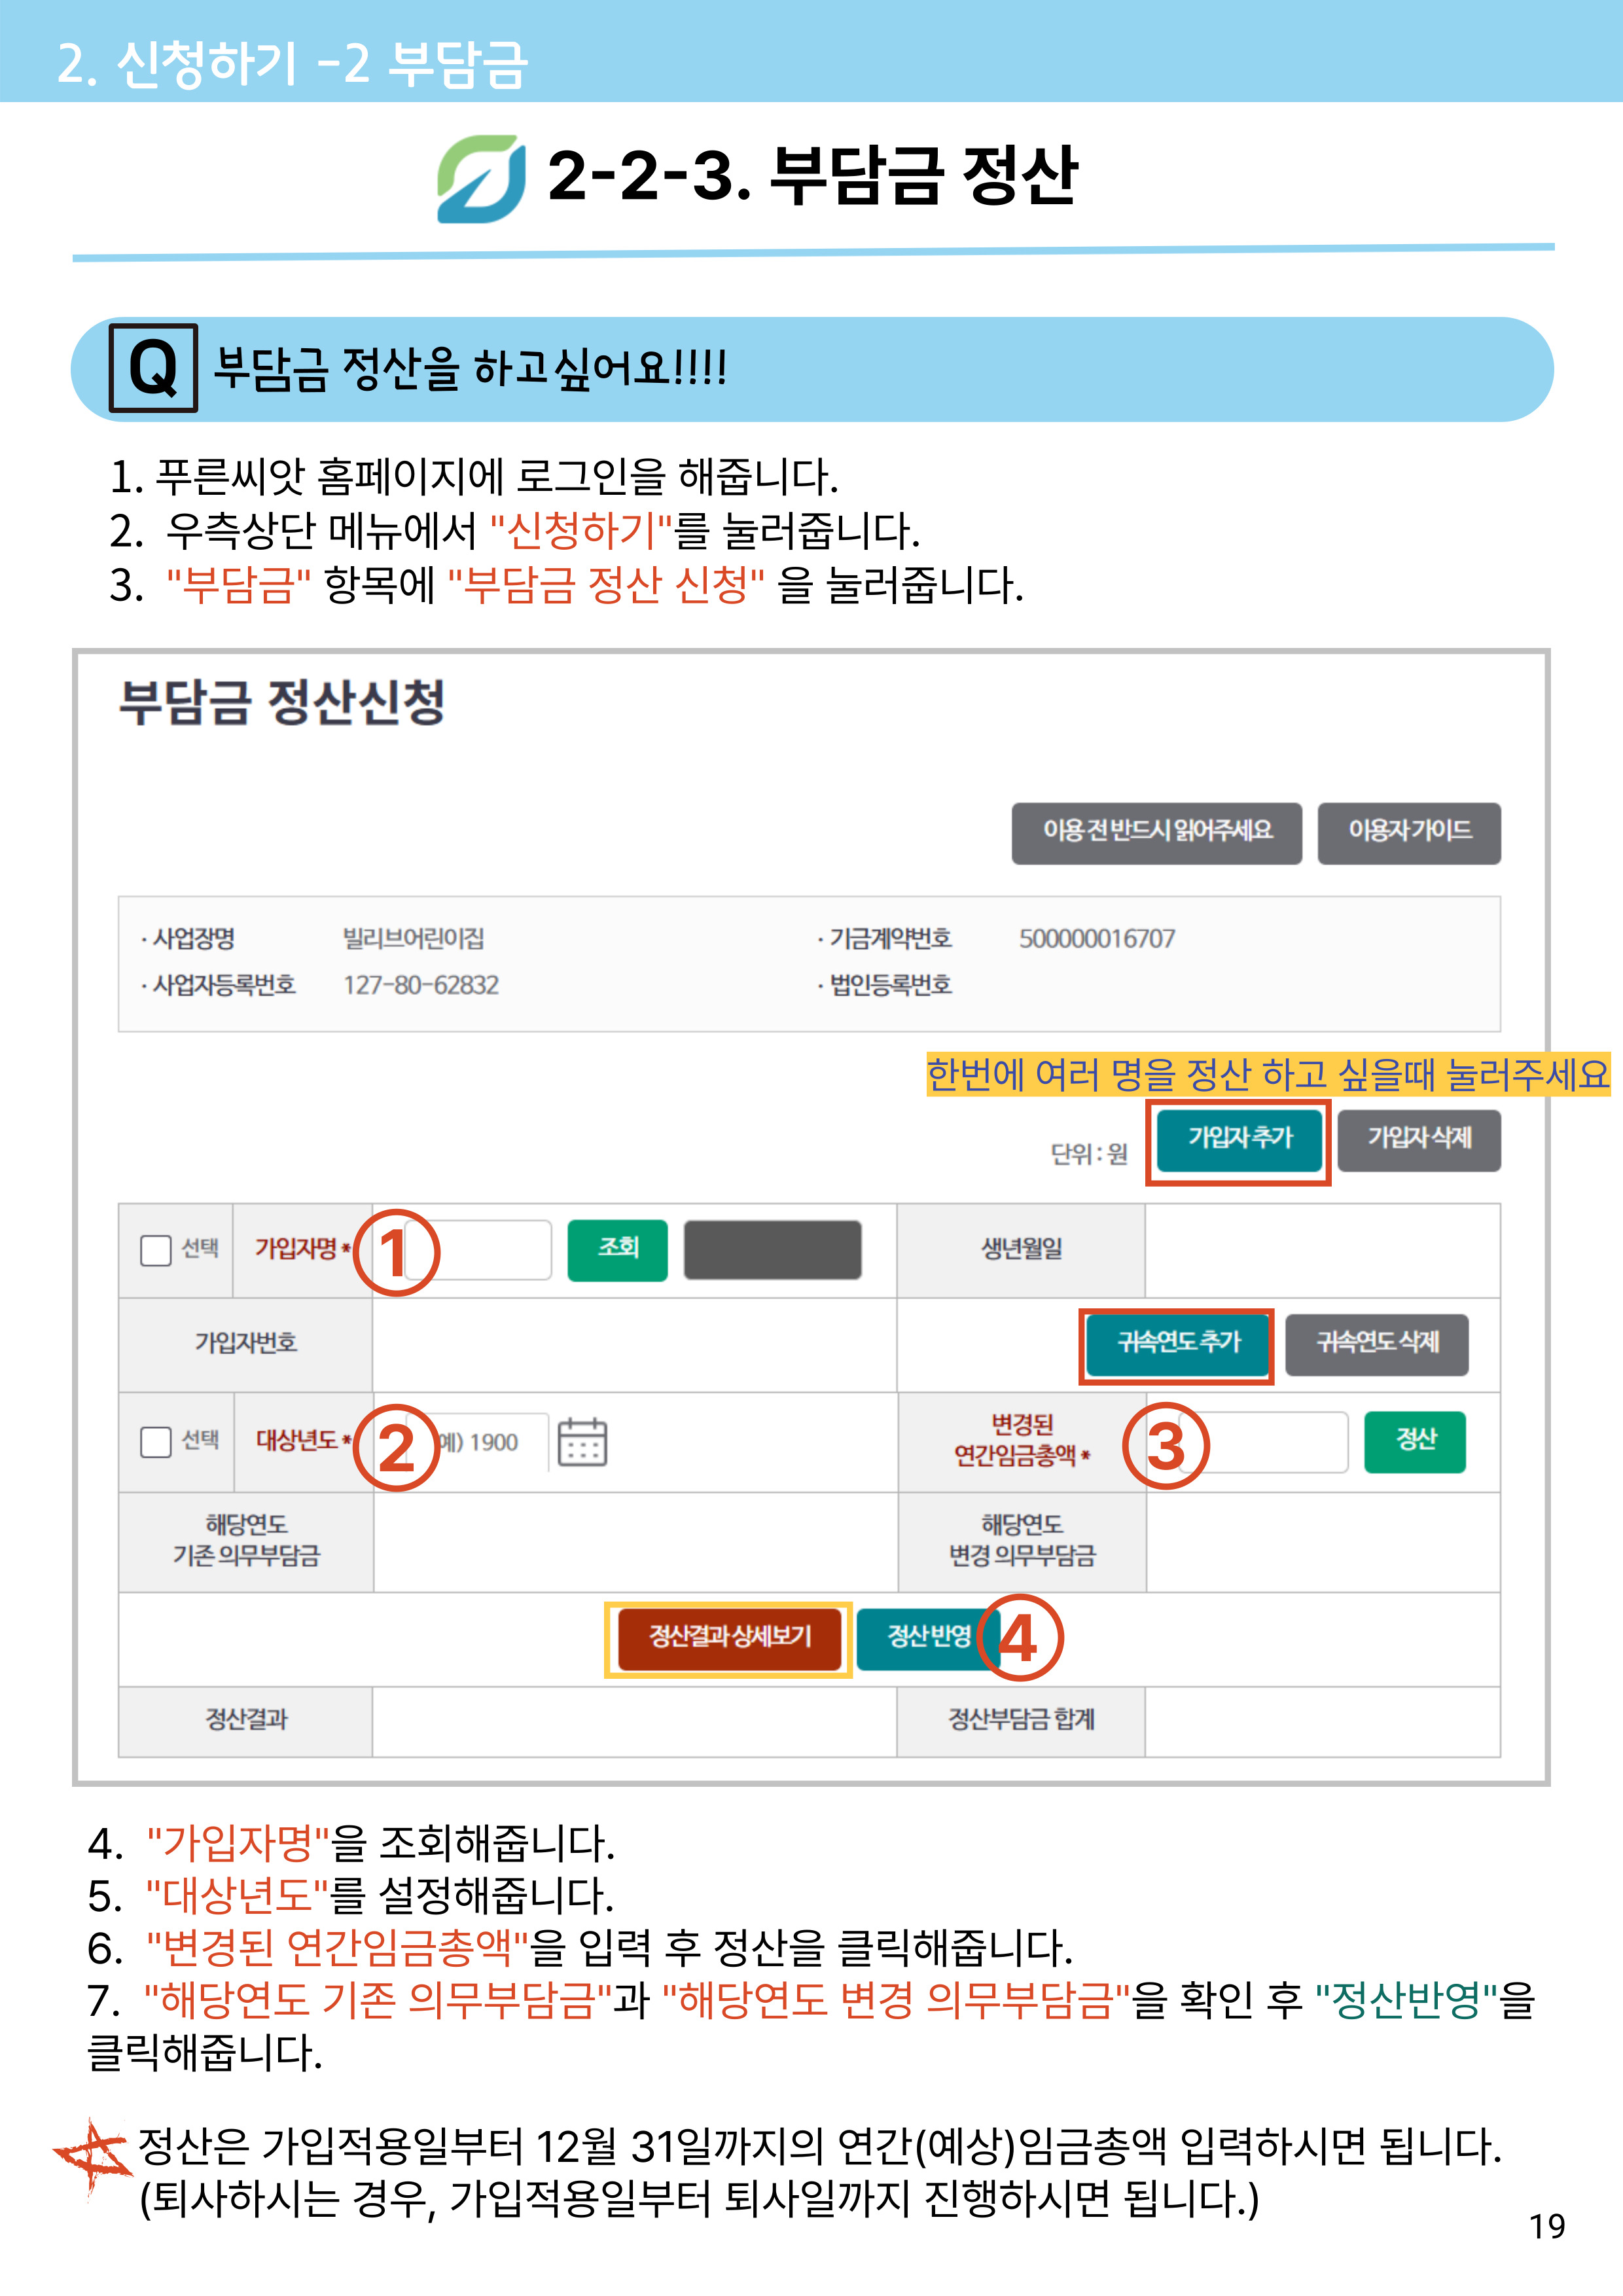 2. 신청하기 -2 부담금
2-2-3. 부담금 정산
Q 부담금 정산을 하고싶어요!!!!
1. 푸른씨앗 홈페이지에 로그인을 해줍니다.
2. 우측상단 메뉴에서 "신청하기"를 눌러줍니다.
3. "부담금" 항목에 "부담금 정산 신청" 을 눌러줍니다.
부담금 정산신청
이용 전 반드시 읽어주세요 이용자 가이드
· 사업장명 빌리브어린이집 · 기금계약번호 500000016707
· 사업자등록번호 127-80-62832 · 법인등록번호
한번에 여러 명을 정산 하고 싶을때 눌러주세요
단위 : 원 가입자 추가 가입자 삭제
선택 가입자명 * 1 조회 생년월일
가입자번호 귀속연도 추가 귀속연도 삭제
선택 대상년도 * 2 예) 1900 변경된 연간임금총액 * 3 정산
해당연도 기존 의무부담금 해당연도 변경 의무부담금
정산결과 상세보기 정산 반영 4
정산결과 정산부담금 합계
4. "가입자명"을 조회해줍니다.
5. "대상년도"를 설정해줍니다.
6. "변경된 연간임금총액"을 입력 후 정산을 클릭해줍니다.
7. "해당연도 기존 의무부담금"과 "해당연도 변경 의무부담금"을 확인 후 "정산반영"을
클릭해줍니다.
정산은 가입적용일부터 12월 31일까지의 연간(예상)임금총액 입력하시면 됩니다.
(퇴사하시는 경우, 가입적용일부터 퇴사일까지 진행하시면 됩니다.)
19